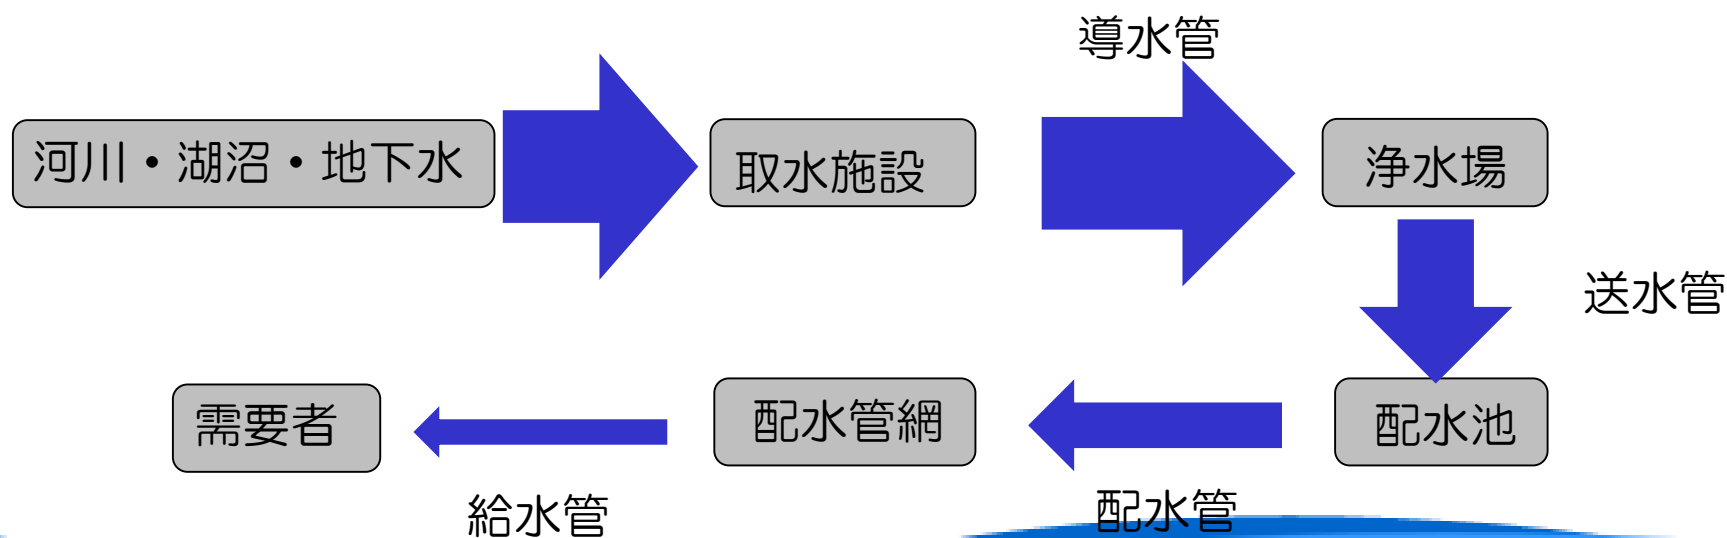 導水管
河川・湖沼・地下水
取水施設
浄水場
送水管
配水池
配水管網
需要者
配水管
給水管